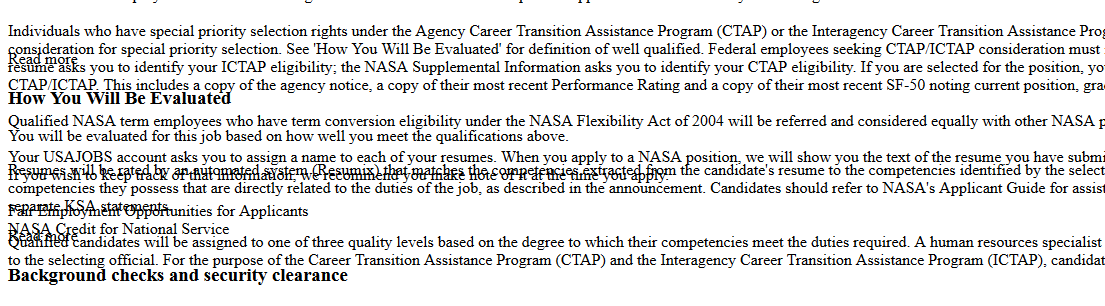 Individuals who have special priority selection rights under the Agency Career Transition Assistance Program (CTAP) or the Interagency Career Transition Assistance Prog
consideration for special priority selection. See 'How You Will Be Evaluated' for definition of well qualified. Federal employees seeking CTAP/ICTAP consideration must
Read more
resume asks you to identify your ICTAP eligibility; the NASA Supplemental Information asks you to identify your CTAP eligibility. If you are selected for the position, yo
CTAP/ICTAP. This includes a copy of the agency notice, a copy of their most recent Performance Rating and a copy of their most recent SF-50 noting current position, gra
How You Will Be Evaluated
Qualified NASA term employees who have term conversion eligibility under the NASA Flexibility Act of 2004 will be referred and considered equally with other NASA p
You will be evaluated for this job based on how well you meet the qualifications above.
Your USAJOBS account asks you to assign a name to each of your resumes. When you apply to a NASA position, we will show you the text of the resume you have submi
Resumes will be rated by an automated system (Resumix) that matches the competencies extracted from the candidate's resume to the competencies identified by the select
If you wish to keep track of that information, we recommend you make note of it at the time you apply.
competencies they possess that are directly related to the duties of the job, as described in the announcement. Candidates should refer to NASA's Applicant Guide for assist
separate KSA statements.
Fair Employment Opportunities for Applicants
NASA Credit for National Service
Read more
Qualified candidates will be assigned to one of three quality levels based on the degree to which their competencies meet the duties required. A human resources specialist
to the selecting official. For the purpose of the Career Transition Assistance Program (CTAP) and the Interagency Career Transition Assistance Program (ICTAP), candidat
Background checks and security clearance